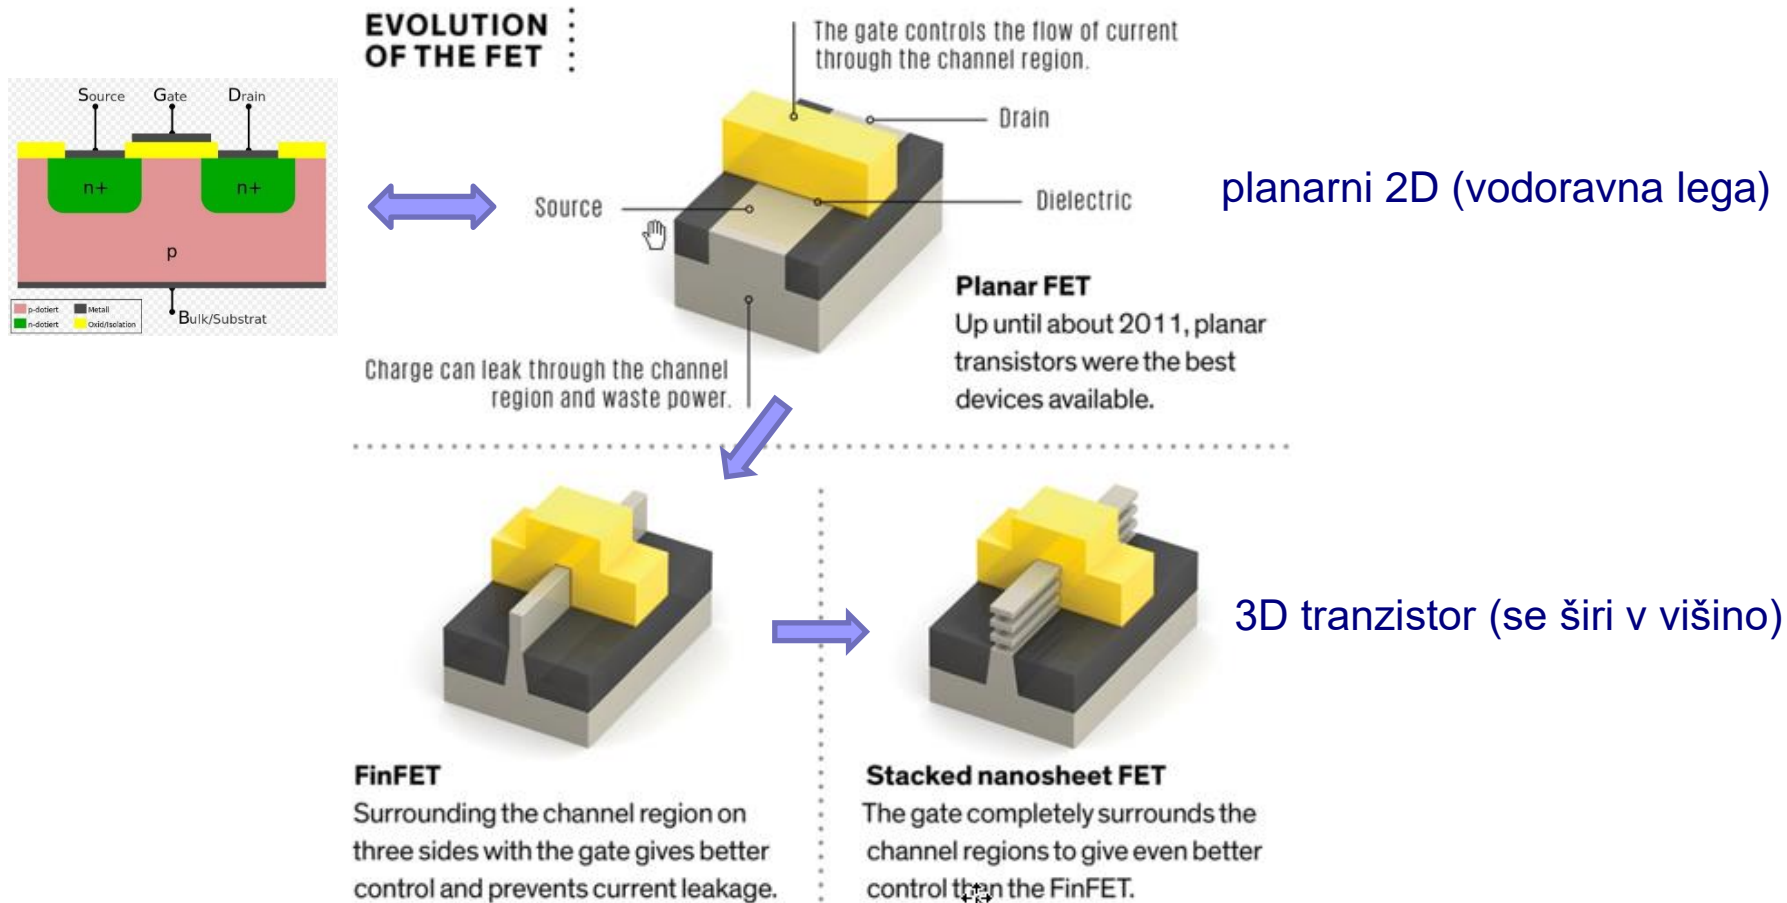 EVOLUTION
OF THE FET
The gate controls the flow of current
through the channel region.
Source Gate Drain
n+ n+
p
Bulk/Substrat
p-dotiert Metall
n-dotiert Oxid/Isolation
Drain
Source
Dielectric
planarni 2D (vodoravna lega)
Planar FET
Up until about 2011, planar
transistors were the best
devices available.
Charge can leak through the channel
region and waste power.
3D tranzistor (se širi v višino)
FinFET
Surrounding the channel region on
three sides with the gate gives better
control and prevents current leakage.
Stacked nanosheet FET
The gate completely surrounds the
channel regions to give even better
control than the FinFET.